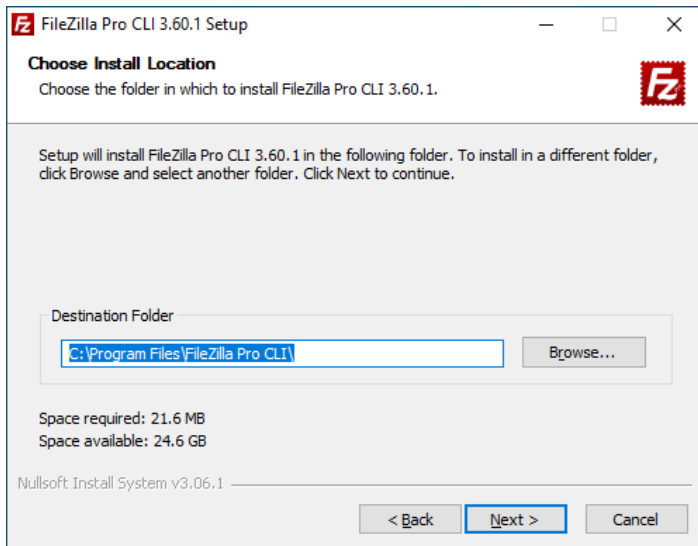 FileZilla Pro CLI 3.60.1 Setup
Choose Install Location
Choose the folder in which to install FileZilla Pro CLI 3.60.1.
Fz
Setup will install FileZilla Pro CLI 3.60.1 in the following folder. To install in a different folder,
click Browse and select another folder. Click Next to continue.
Destination Folder
C:\Program Files\FileZilla Pro CLI\
Browse...
Space required: 21.6 MB
Space available: 24.6 GB
Nullsoft Install System v3.06.1
< Back
Next >
Cancel